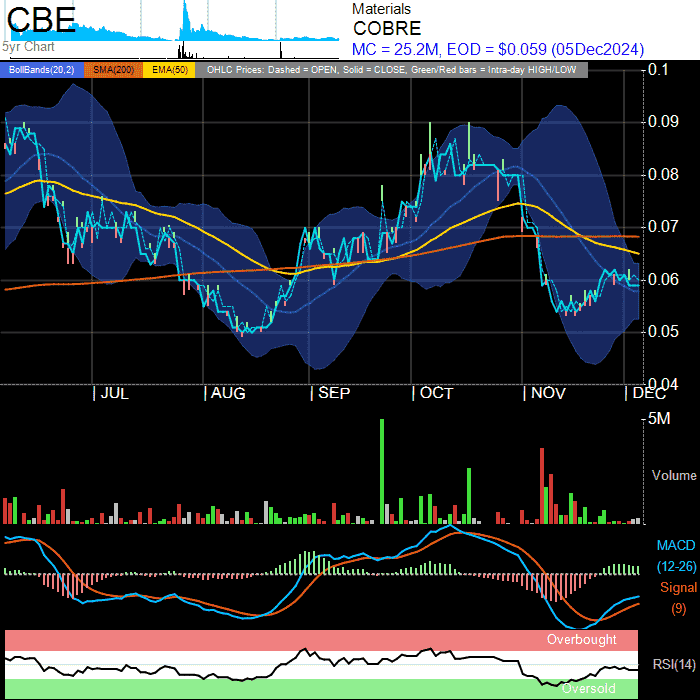 CBE
5yr Chart
Materials
COBRE
MC = 25.2M, EOD = $0.059 (05Dec2024)
BollBands(20,2) SMA(200) EMA(50) OHLC Prices: Dashed = OPEN, Solid = CLOSE, Green/Red bars = Intra-day HIGH/LOW
0.1
0.09
0.08
0.07
0.06
0.05
0.04
JUL AUG SEP OCT NOV DEC
5M
Volume
MACD
(12-26)
Signal
(9)
Overbought
RSI(14)
Oversold